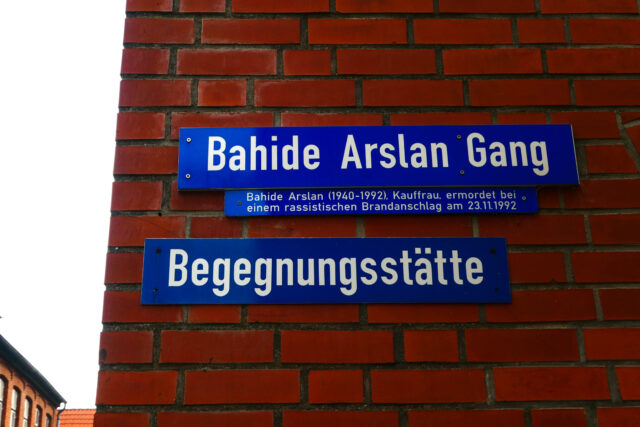 Bahide Arslan Gang
Bahide Arslan (1940-1992), Kauffrau, ermordet bei
einem rassistischen Brandanschlag am 23.11.1992
Begegnungsstätte